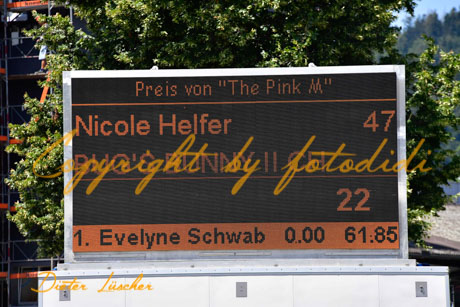 Preis von "The Pink M"
Nicole Helfer 47
Copyright by fotodidi
22
1. Evelyne Schwab 0.00 61.85
Dieter Lüscher